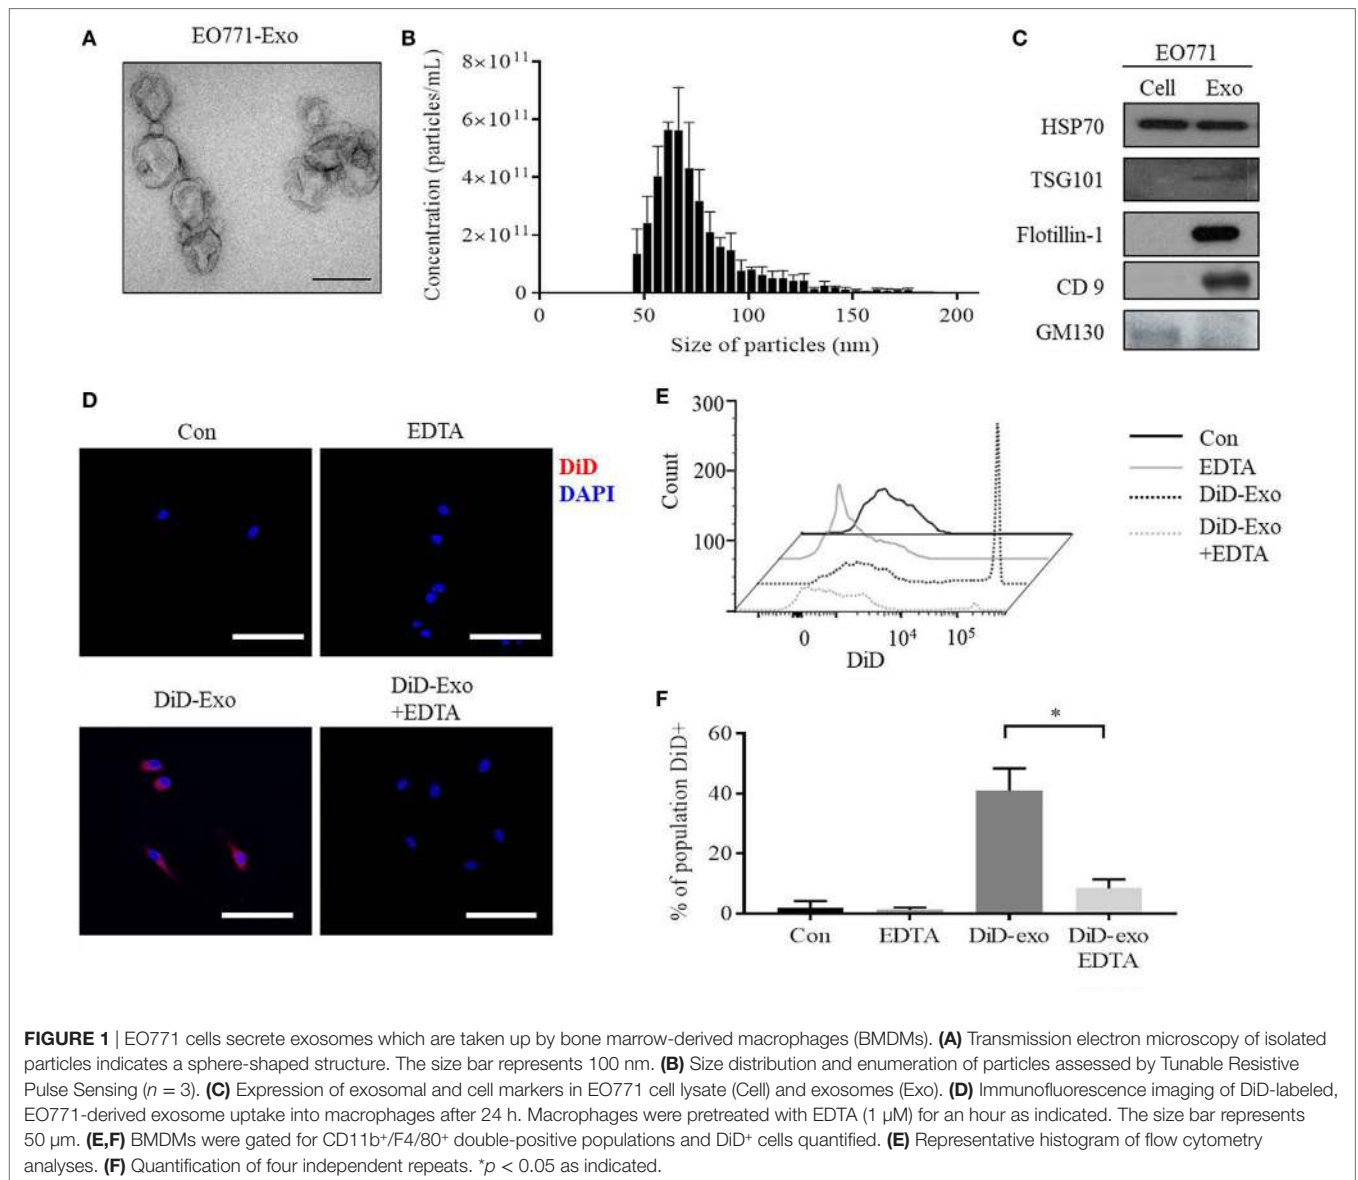 A
EO771-Exo
B
Concentration (particles/mL)
8×10¹¹
6×10¹¹
4×10¹¹
2×10¹¹
0
0
50
100
150
200
Size of particles (nm)
C
EO771
Cell Exo
HSP70
TSG101
Flotillin-1
CD 9
GM130
D
Con
EDTA
DiD
DAPI
DiD-Exo
DiD-Exo
+EDTA
E
Count
300
200
100
0
10⁴
10⁵
DiD
Con
EDTA
DiD-Exo
DiD-Exo
+EDTA
F
% of population DiD+
60
40
20
0
*
Con
EDTA
DiD-exo
DiD-exo
EDTA
FIGURE 1 | EO771 cells secrete exosomes which are taken up by bone marrow-derived macrophages (BMDMs). (A) Transmission electron microscopy of isolated
particles indicates a sphere-shaped structure. The size bar represents 100 nm. (B) Size distribution and enumeration of particles assessed by Tunable Resistive
Pulse Sensing (n = 3). (C) Expression of exosomal and cell markers in EO771 cell lysate (Cell) and exosomes (Exo). (D) Immunofluorescence imaging of DiD-labeled,
EO771-derived exosome uptake into macrophages after 24 h. Macrophages were pretreated with EDTA (1 µM) for an hour as indicated. The size bar represents
50 µm. (E,F) BMDMs were gated for CD11b⁺/F4/80⁺ double-positive populations and DiD⁺ cells quantified. (E) Representative histogram of flow cytometry
analyses. (F) Quantification of four independent repeats. *p < 0.05 as indicated.